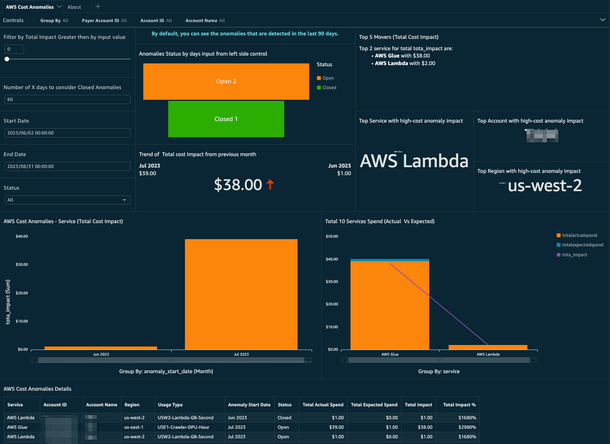 AWS Cost Anomalies
About
Controls
Group By All
Payor Account ID All
Account ID All
Account Name All
Filter by Total Impact Greater then by input value
0
Number of X days to consider Closed Anomalies
60
Start Date
2023/06/02 00:00:00
End Date
2023/08/31 00:00:00
Status
All
By default, you can see the anomalies that are detected in the last 90 days.
Anomalies Status by days input from left side control
Open 2
Closed 1
Status
Open
Closed
Trend of Total cost Impact from previous month
Jul 2023
$39.00
Jun 2023
$1.00
$38.00
Top 5 Movers (Total Cost Impact)
Top 2 service for total tota_impact are:
• AWS Glue with $38.00
• AWS Lambda with $2.00
Top Service with high-cost anomaly impact
AWS Lambda
Top Account with high-cost anomaly impact
Top Region with high-cost anomaly impact
us-west-2
AWS Cost Anomalies - Service (Total Cost Impact)
tota_impact (Sum)
$40.00
$30.00
$20.00
$10.00
$0.00
Jun 2023
Jul 2023
Group By: anomaly_start_date (Month)
Total 10 Services Spend (Actual Vs Expected)
$50.00
$40.00
$30.00
$20.00
$10.00
$0.00
AWS Glue
AWS Lambda
Group By: service
totalactualspend
totalexpectedspend
tota_impact
AWS Cost Anomalies Details
Service Account ID Account Name Region Usage Type Anomaly Start Date Status Total Actual Spend Total Expected Spend Total Impact Total Impact %
AWS Lambda us-west-2 USW2-Lambda-GB-Second Jun 2023 Closed $1.00 $0.00 $1.00 $1680%
AWS Glue us-east-1 USE1-Crawler-DPU-Hour Jul 2023 Open $39.00 $1.00 $38.00 $2980%
AWS Lambda us-west-2 USW2-Lambda-GB-Second Jul 2023 Open $1.00 $0.00 $1.00 $1680%